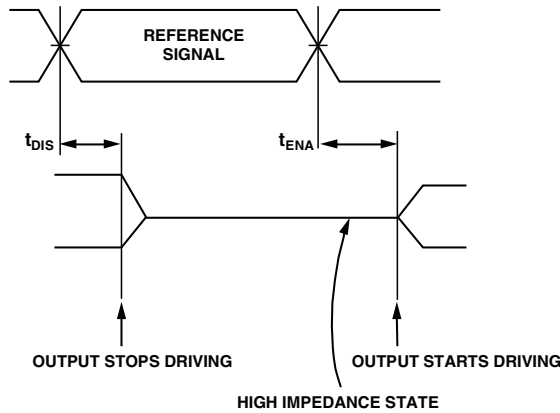 REFERENCE
SIGNAL
tDIS
tENA
OUTPUT STOPS DRIVING
OUTPUT STARTS DRIVING
HIGH IMPEDANCE STATE